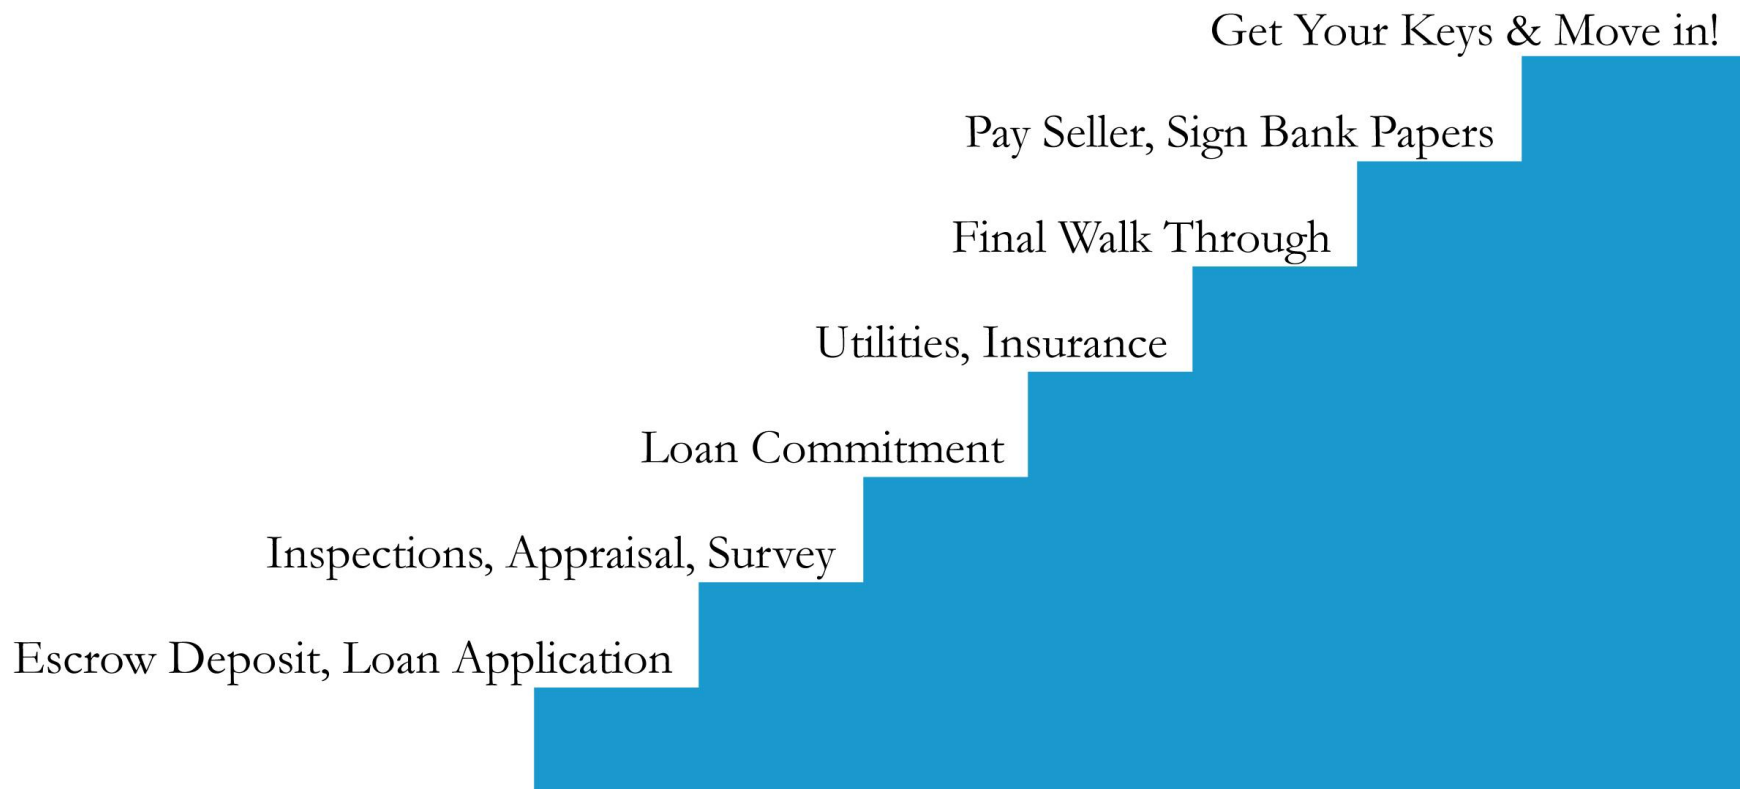 Get Your Keys & Move in!
Pay Seller, Sign Bank Papers
Final Walk Through
Utilities, Insurance
Loan Commitment
Inspections, Appraisal, Survey
Escrow Deposit, Loan Application